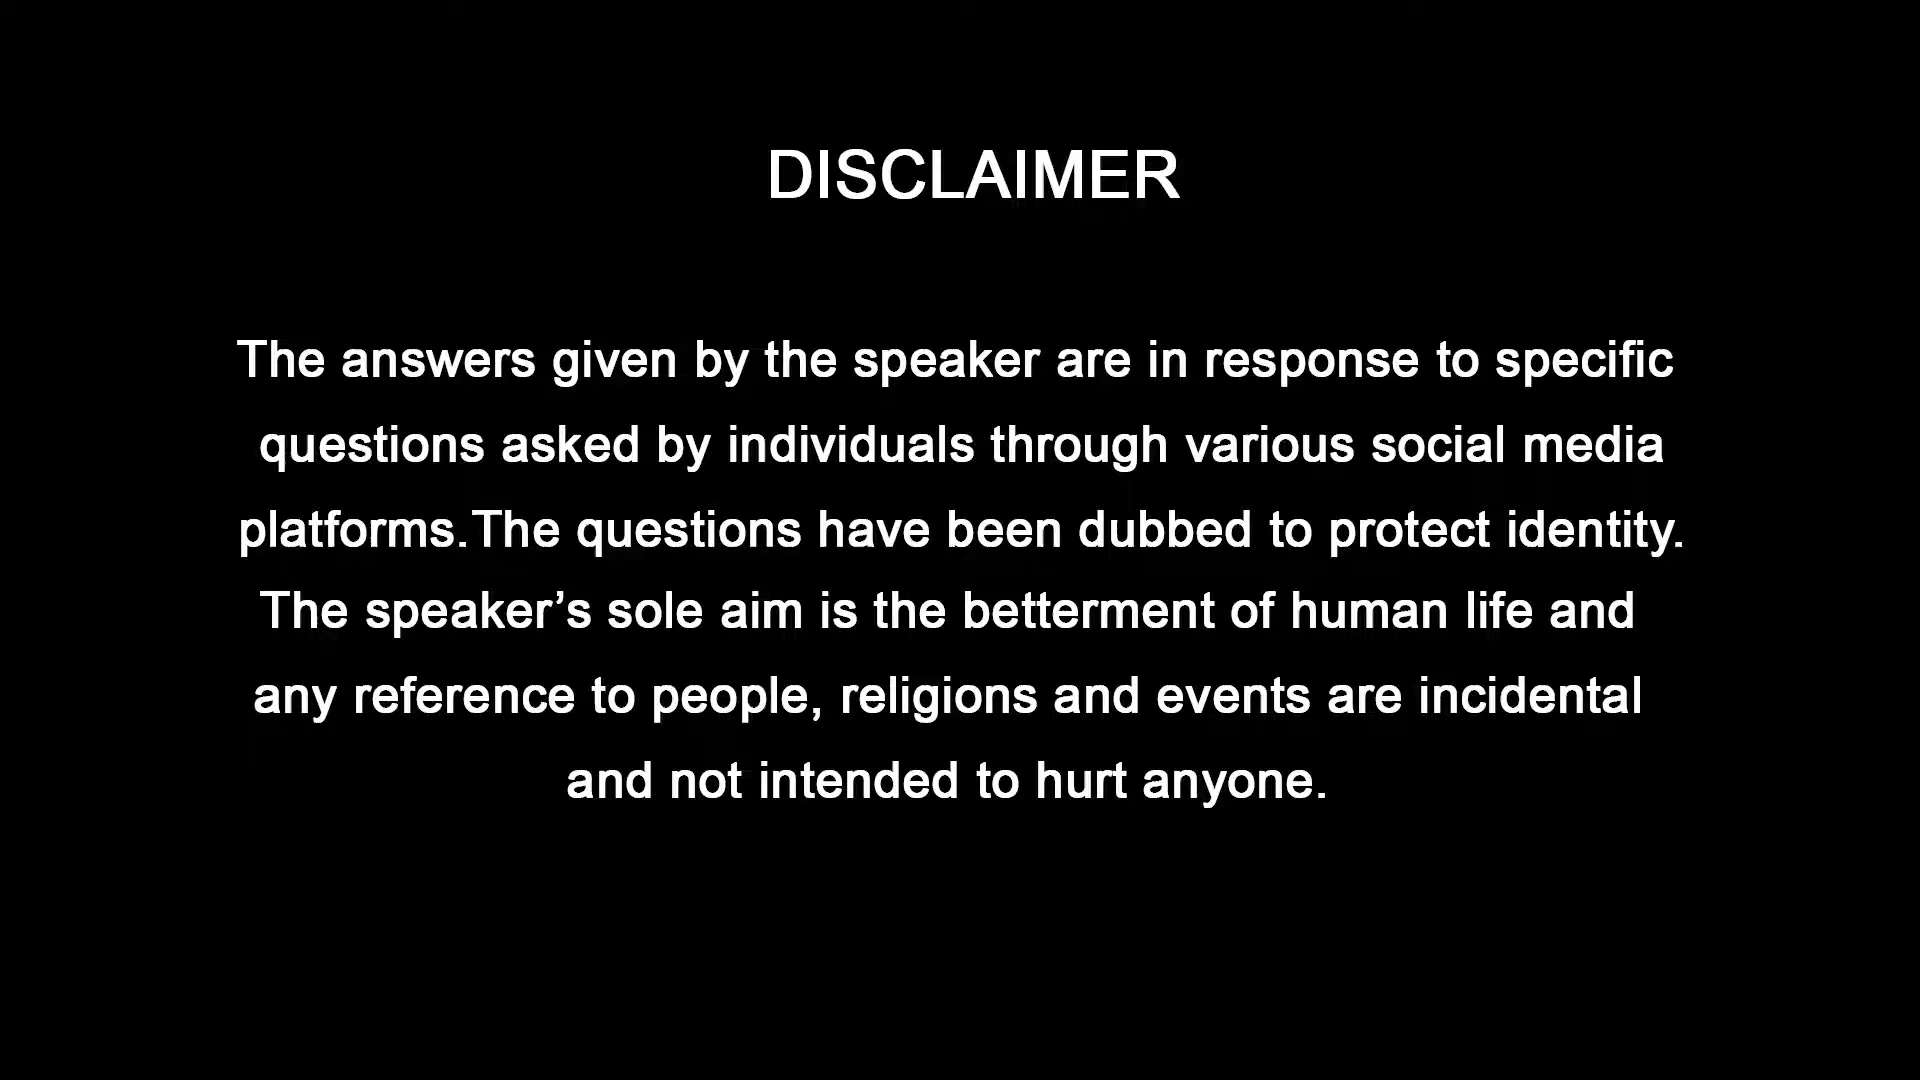 DISCLAIMER
The answers given by the speaker are in response to specific
questions asked by individuals through various social media
platforms.The questions have been dubbed to protect identity.
The speaker’s sole aim is the betterment of human life and
any reference to people, religions and events are incidental
and not intended to hurt anyone.